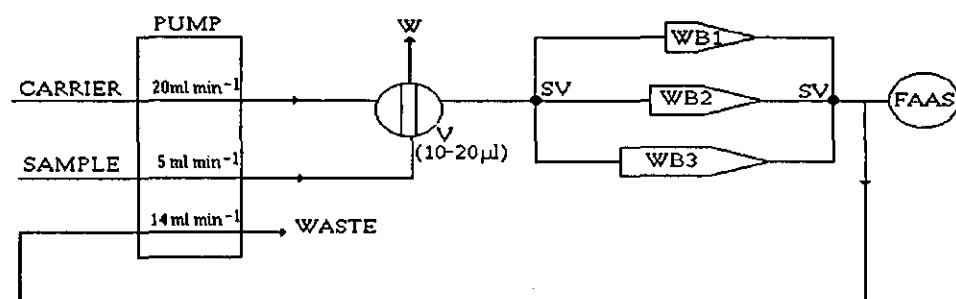 PUMP
W
WB1
CARRIER
20ml min⁻¹
SV
WB2
SV
FAAS
V
(10-20µl)
SAMPLE
5 ml min⁻¹
WB3
14 ml min⁻¹
WASTE